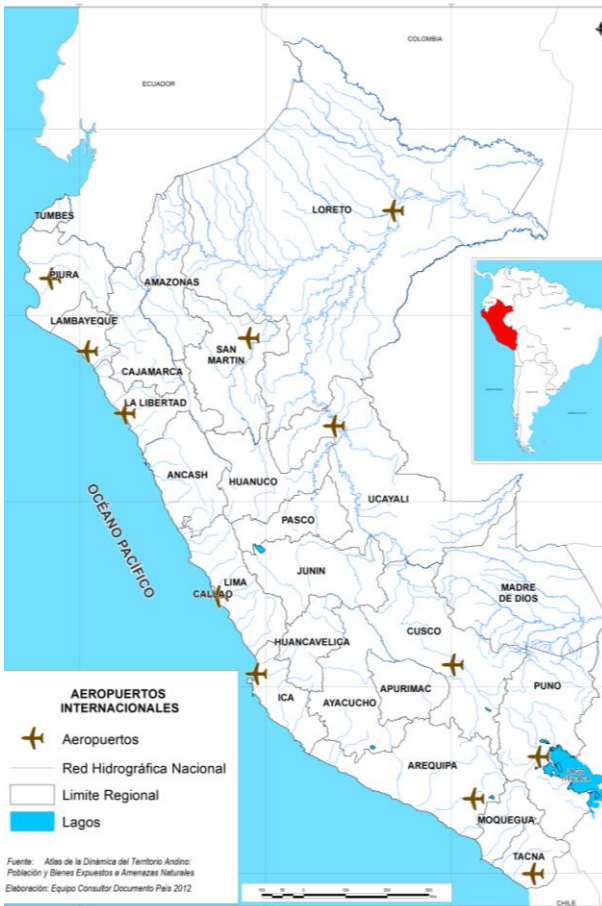 COLOMBIA
ECUADOR
TUMBES
LORETO
PIURA
AMAZONAS
LAMBAYEQUE
SAN
MARTIN
CAJAMARCA
LA LIBERTAD
ANCASH
HUANUCO
UCAYALI
PASCO
OCÉANO PACÍFICO
JUNIN
LIMA
CALLAO
MADRE
DE DIOS
CUSCO
HUANCAVELICA
PUNO
ICA
AYACUCHO
APURIMAC
AREQUIPA
MOQUEGUA
TACNA
CHILE
AEROPUERTOS
INTERNACIONALES
Aeropuertos
Red Hidrográfica Nacional
Limite Regional
Lagos
Fuente: Atlas de la Dinámica del Territorio Andino:
Población y Bienes Expuestos a Amenazas Naturales
Elaboración: Equipo Consultor Documento País 2012